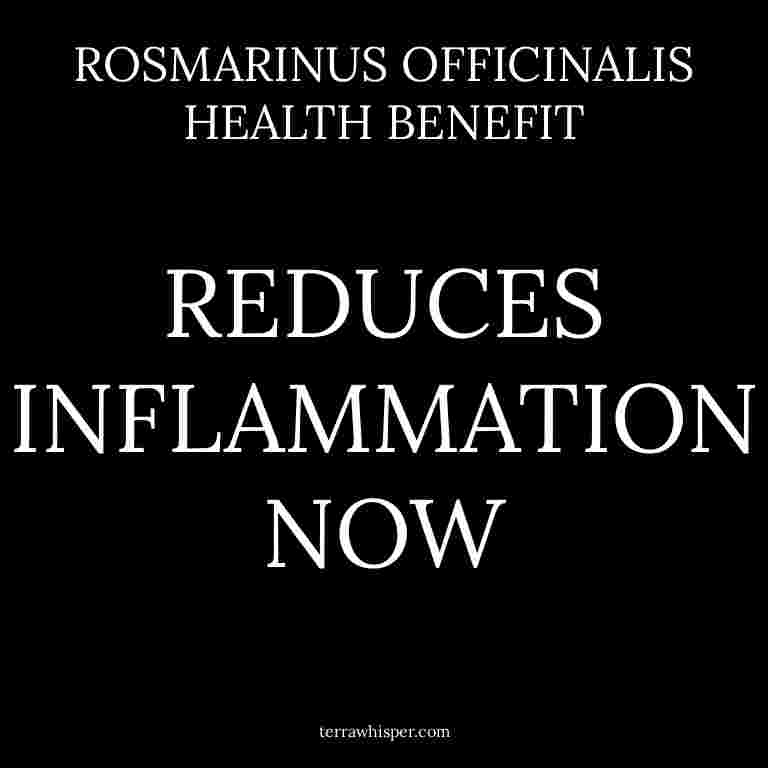 ROSMARINUS OFFICINALIS
HEALTH BENEFIT
REDUCES
INFLAMMATION
NOW
terrawhisper.com